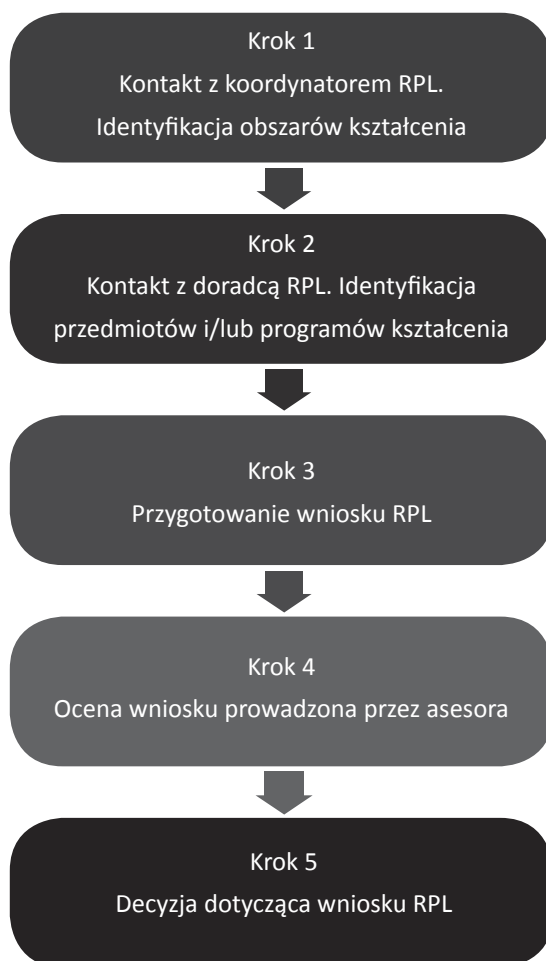 Krok 1
Kontakt z koordynatorem RPL.
Identyfikacja obszarów kształcenia
Krok 2
Kontakt z doradcą RPL. Identyfikacja
przedmiotów i/lub programów kształcenia
Krok 3
Przygotowanie wniosku RPL
Krok 4
Ocena wniosku prowadzona przez asesora
Krok 5
Decyzja dotycząca wniosku RPL